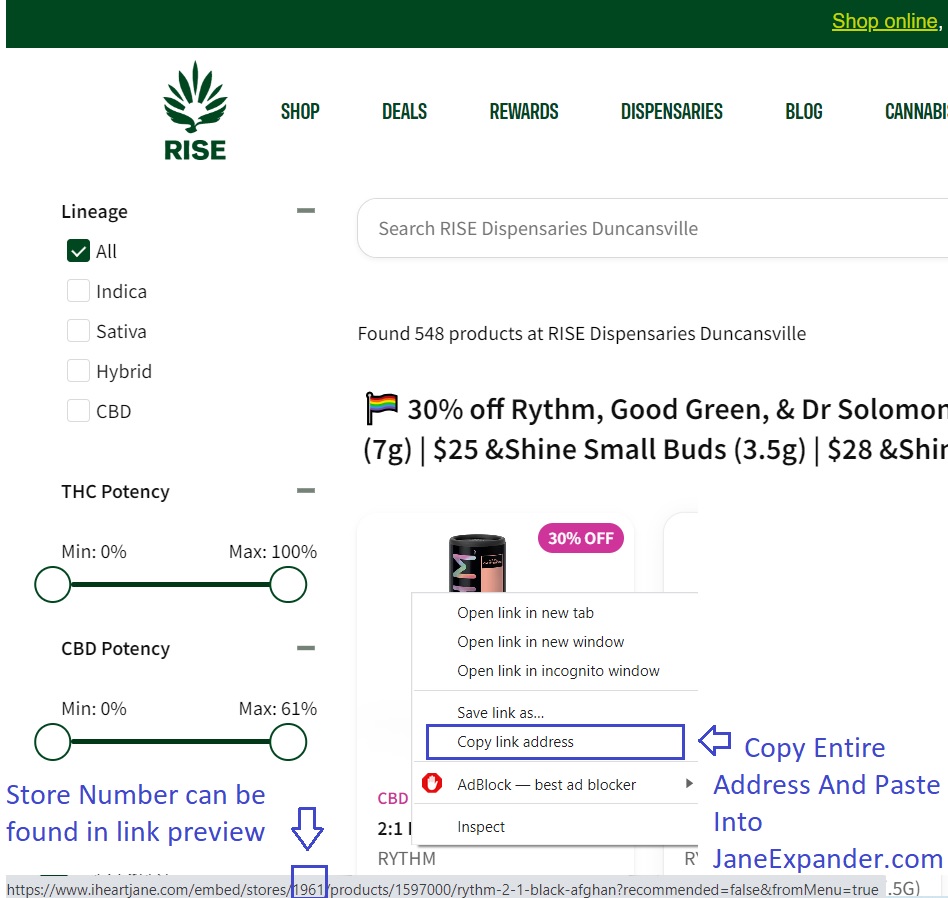 Shop online,
RISE
SHOP DEALS REWARDS DISPENSARIES BLOG CANNABIS
Lineage
Search RISE Dispensaries Duncansville
All
Indica
Sativa
Hybrid
CBD
Found 548 products at RISE Dispensaries Duncansville
30% off Rythm, Good Green, & Dr Solomon
(7g) | $25 &Shine Small Buds (3.5g) | $28 &Shin
THC Potency
Min: 0% Max: 100%
30% OFF
CBD Potency
Min: 0% Max: 61%
Open link in new tab
Open link in new window
Open link in incognito window
Save link as...
Copy link address
AdBlock — best ad blocker
Inspect
Copy Entire
Address And Paste
Into
JaneExpander.com
Store Number can be
found in link preview
CBD
2:1
RYTHM
https://www.iheartjane.com/embed/stores/1961/products/1597000/rythm-2-1-black-afghan?recommended=false&fromMenu=true
.5G)